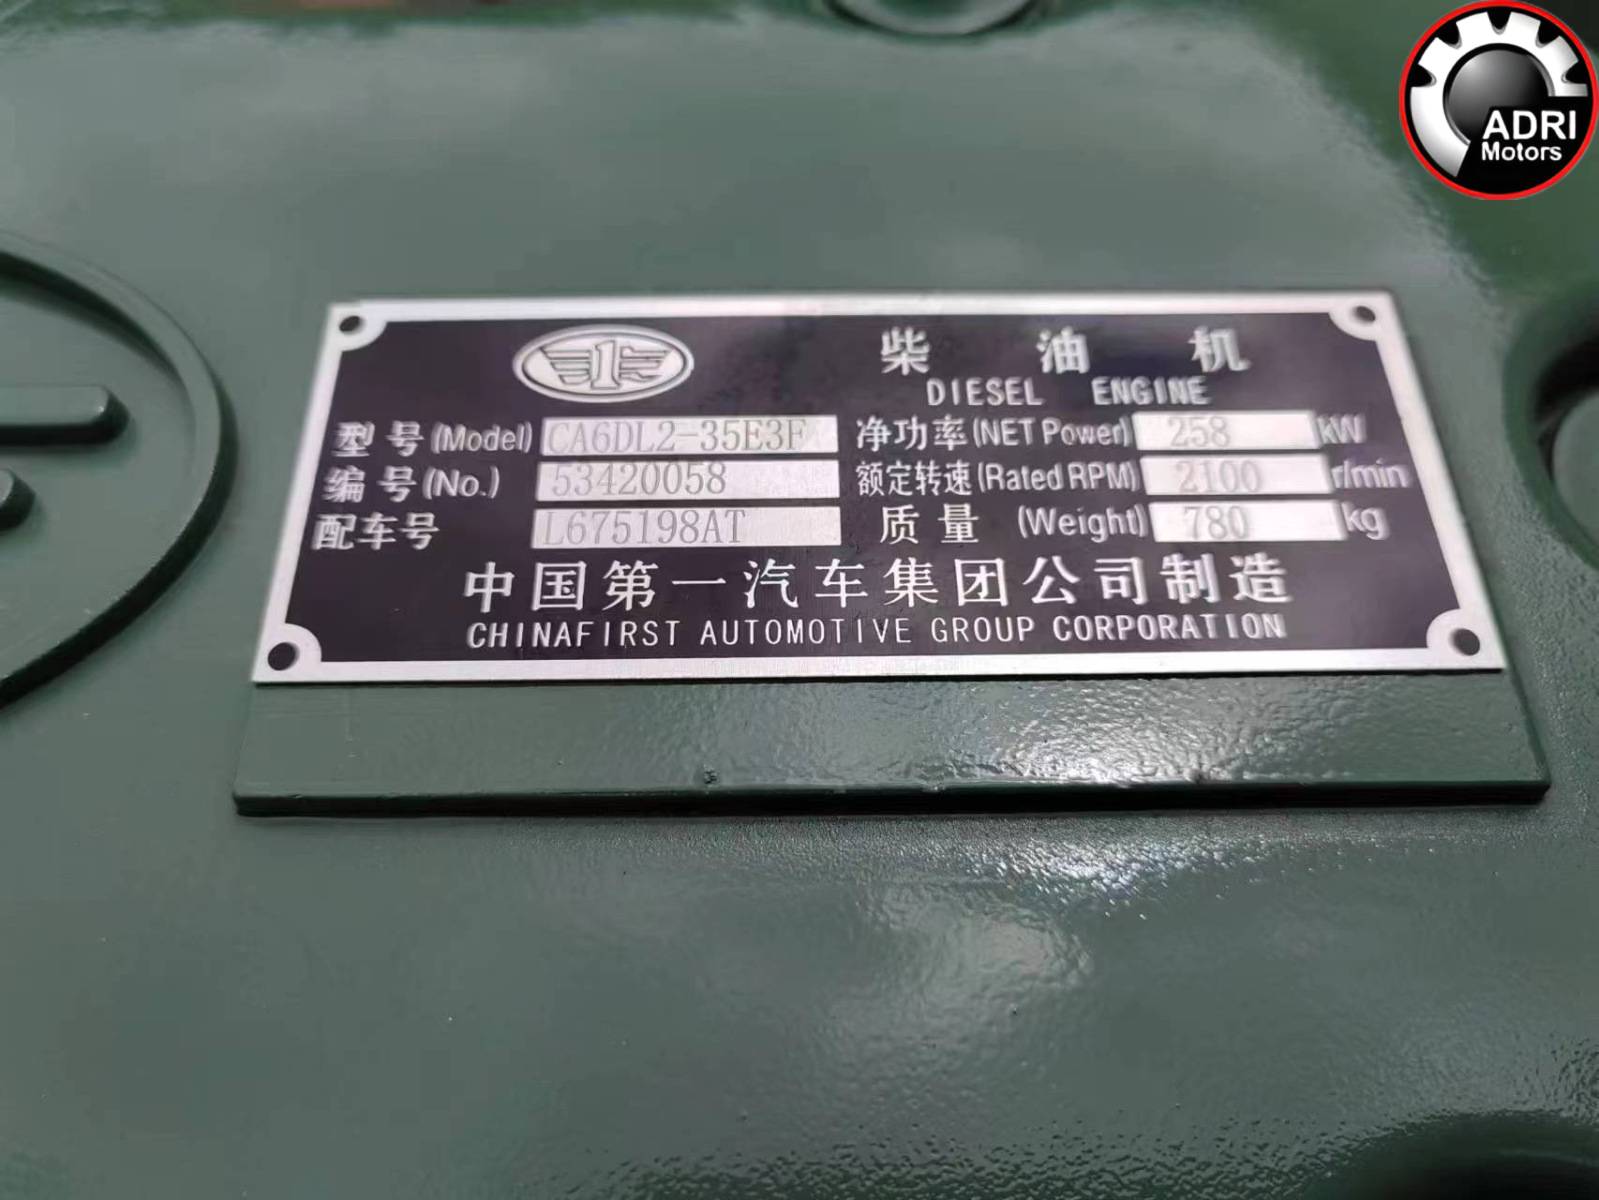 ADRI
Motors
1
柴油机
DIESEL ENGINE
型号(Model) CA6DL2-35E3F 净功率(NET Power) 258 kW
编号(No.) 53420058 额定转速(Rated RPM) 2100 r/min
配车号 L675198AT 质量 (Weight) 780 kg
中国第一汽车集团公司制造
CHINAFIRST AUTOMOTIVE GROUP CORPORATION